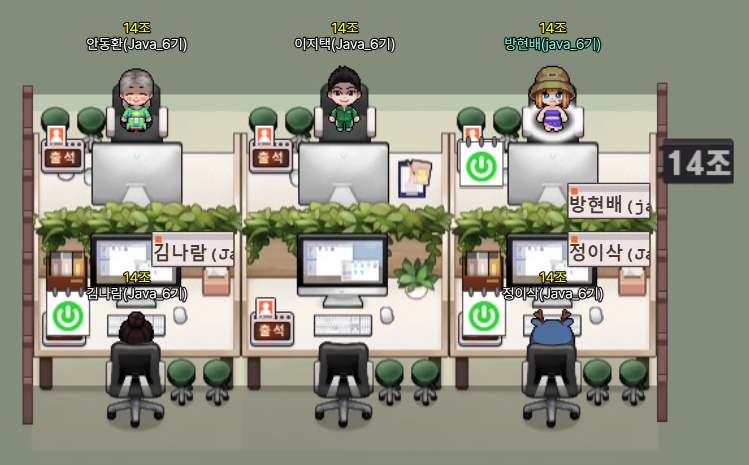 14조
안동환(Java_6기)
14조
이지택(Java_6기)
14조
방현배(java_6기)
출석
출석
14조
방현배(ja
김나람(Ja
정이삭(Ja
14조
김나람(Java_6기)
14조
정이삭(Java_6기)
출석